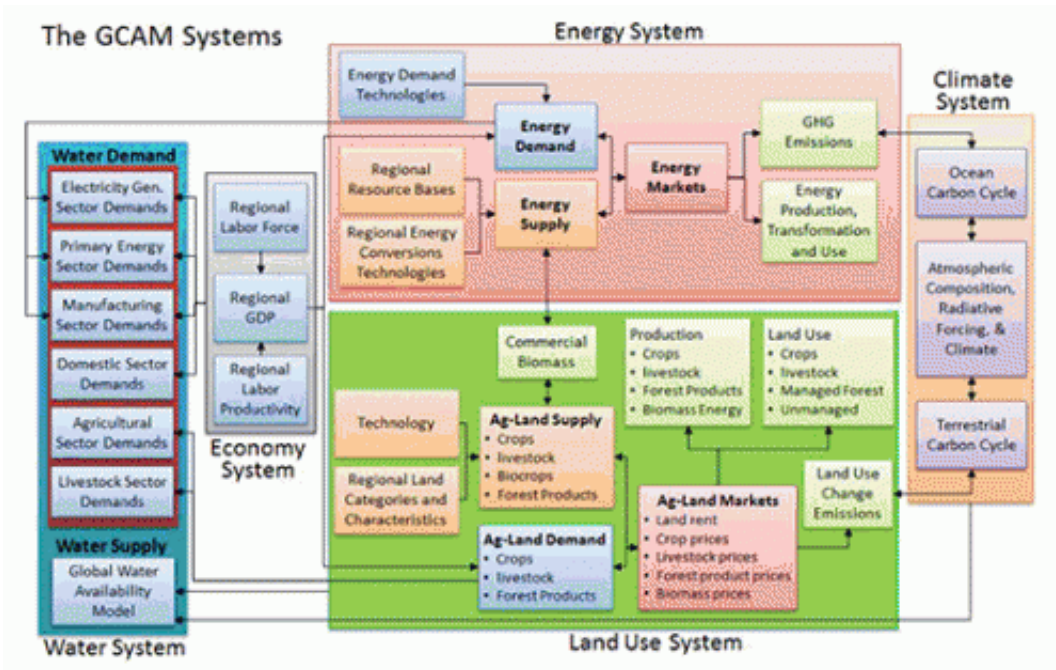 The GCAM Systems
Energy System
Energy Demand
Technologies
Energy
Demand
Regional
Resource Bases
Energy
Supply
Regional Energy
Conversions
Technologies
Energy
Markets
GHG
Emissions
Energy
Production,
Transformation
and Use
Climate
System
Ocean
Carbon Cycle
Atmospheric
Composition,
Radiative
Forcing, &
Climate
Terrestrial
Carbon Cycle
Water Demand
Electricity Gen.
Sector Demands
Primary Energy
Sector Demands
Manufacturing
Sector Demands
Domestic Sector
Demands
Agricultural
Sector Demands
Livestock Sector
Demands
Water Supply
Global Water
Availability
Model
Water System
Regional
Labor Force
Regional
GDP
Regional
Labor
Productivity
Economy
System
Commercial
Biomass
Technology
Regional Land
Categories and
Characteristics
Ag-Land Supply
• Crops
• livestock
• Biocrops
• Forest Products
Ag-Land Demand
• Crops
• livestock
• Forest Products
Production
• Crops
• livestock
• Forest Products
• Biomass Energy
Land Use
• Crops
• livestock
• Managed Forest
• Unmanaged
Ag-Land Markets
• Land rent
• Crop prices
• Livestock prices
• Forest product prices
• Biomass prices
Land Use
Change
Emissions
Land Use System